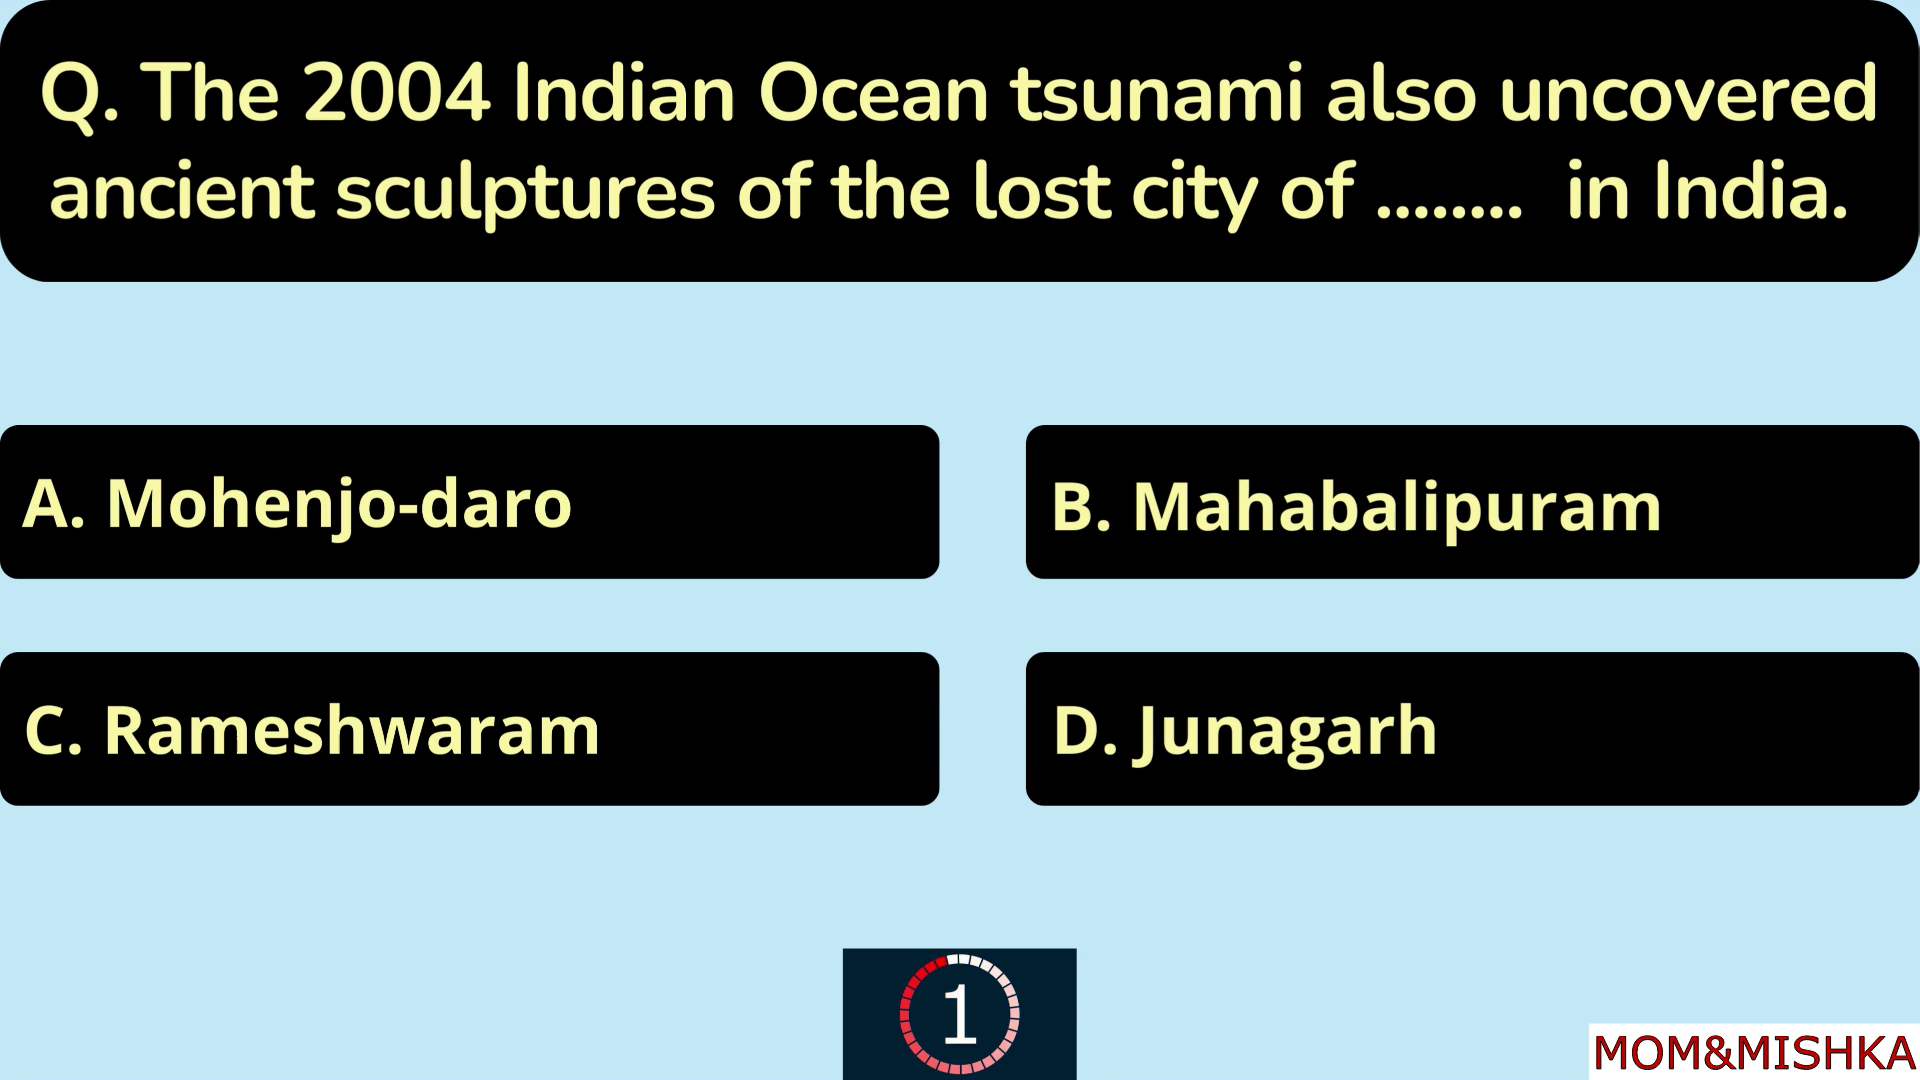 Q. The 2004 Indian Ocean tsunami also uncovered
ancient sculptures of the lost city of ........ in India.
A. Mohenjo-daro
B. Mahabalipuram
C. Rameshwaram
D. Junagarh
1
MOM&MISHKA